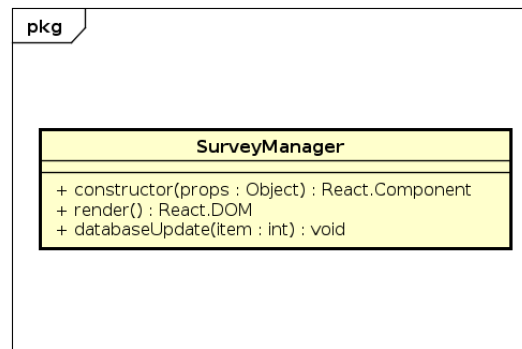 pkg
SurveyManager
+ constructor(props : Object) : React.Component
+ render() : React.DOM
+ databaseUpdate(item : int) : void